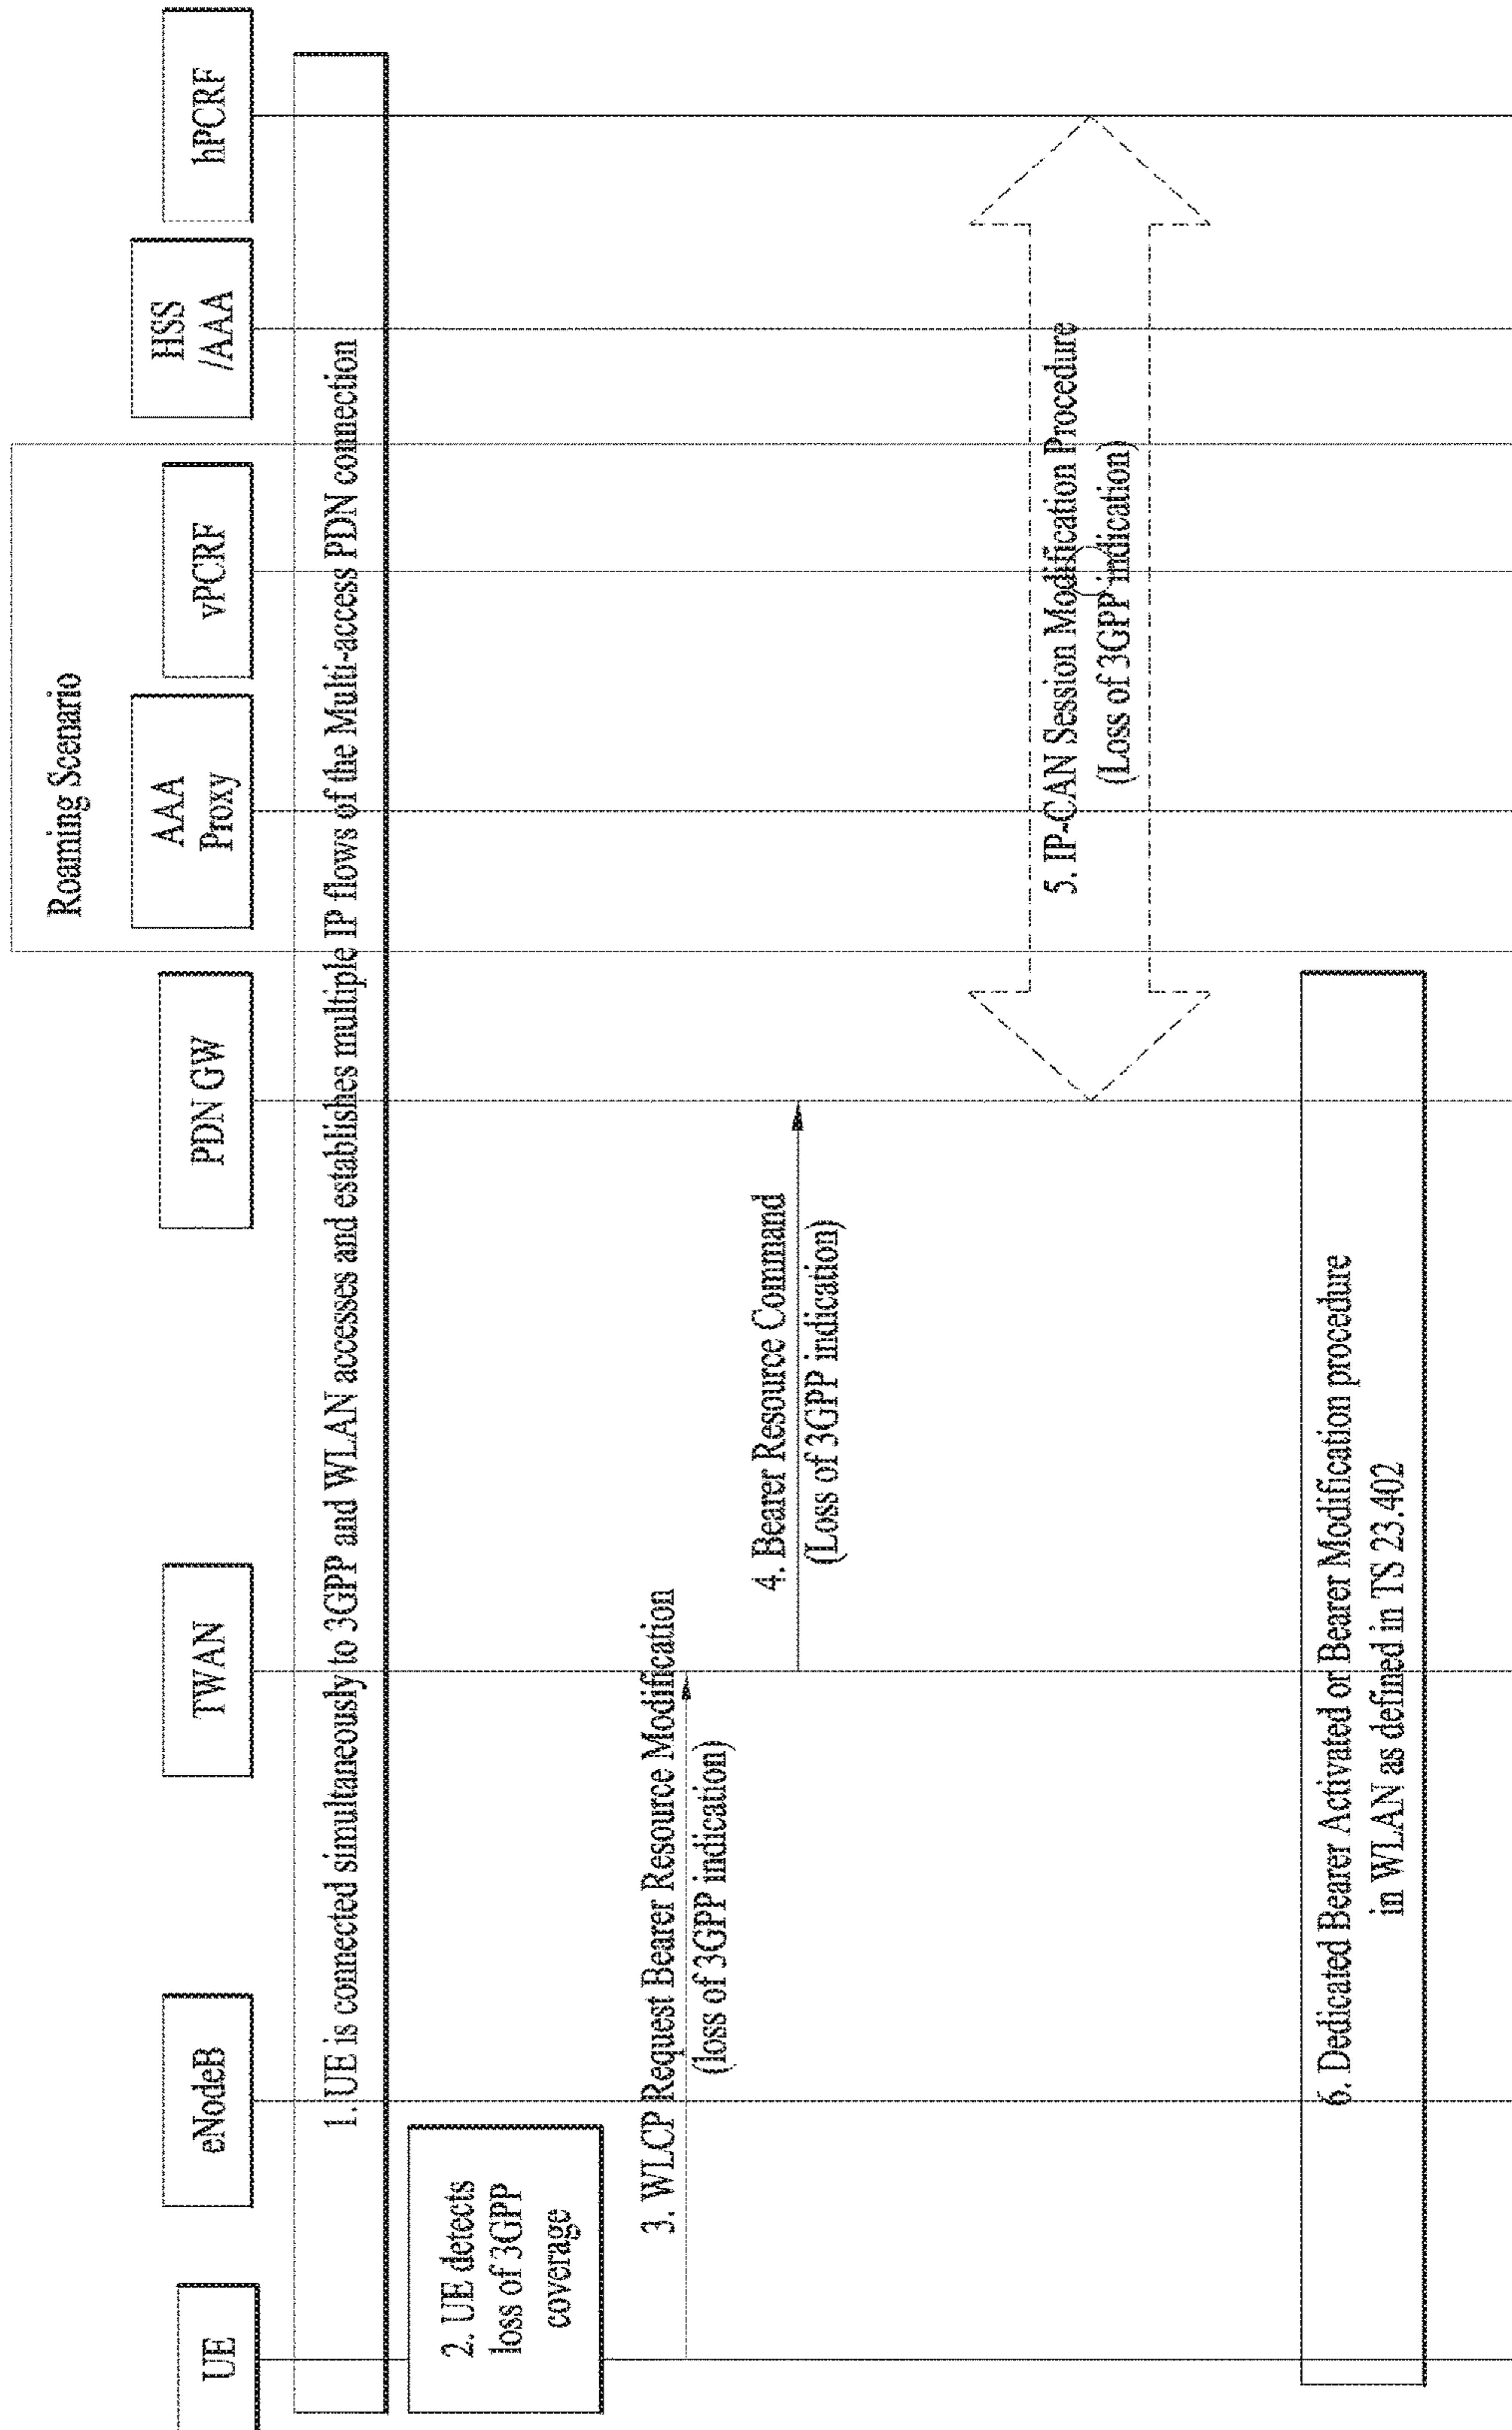 Roaming Scenario
UE
eNodeB
TWAN
PDN GW
AAA
Proxy
vPCRF
HSS
/AAA
hPCRF
1. UE is connected simultaneously to 3GPP and WLAN accesses and establishes multiple IP flows of the Multi-access PDN connection
2. UE detects
loss of 3GPP
coverage
3. WLCP Request Bearer Resource Modification
(loss of 3GPP indication)
4. Bearer Resource Command
(Loss of 3GPP indication)
5. IP-CAN Session Modification Procedure
(Loss of 3GPP indication)
6. Dedicated Bearer Activated or Bearer Modification procedure
in WLAN as defined in TS 23.402